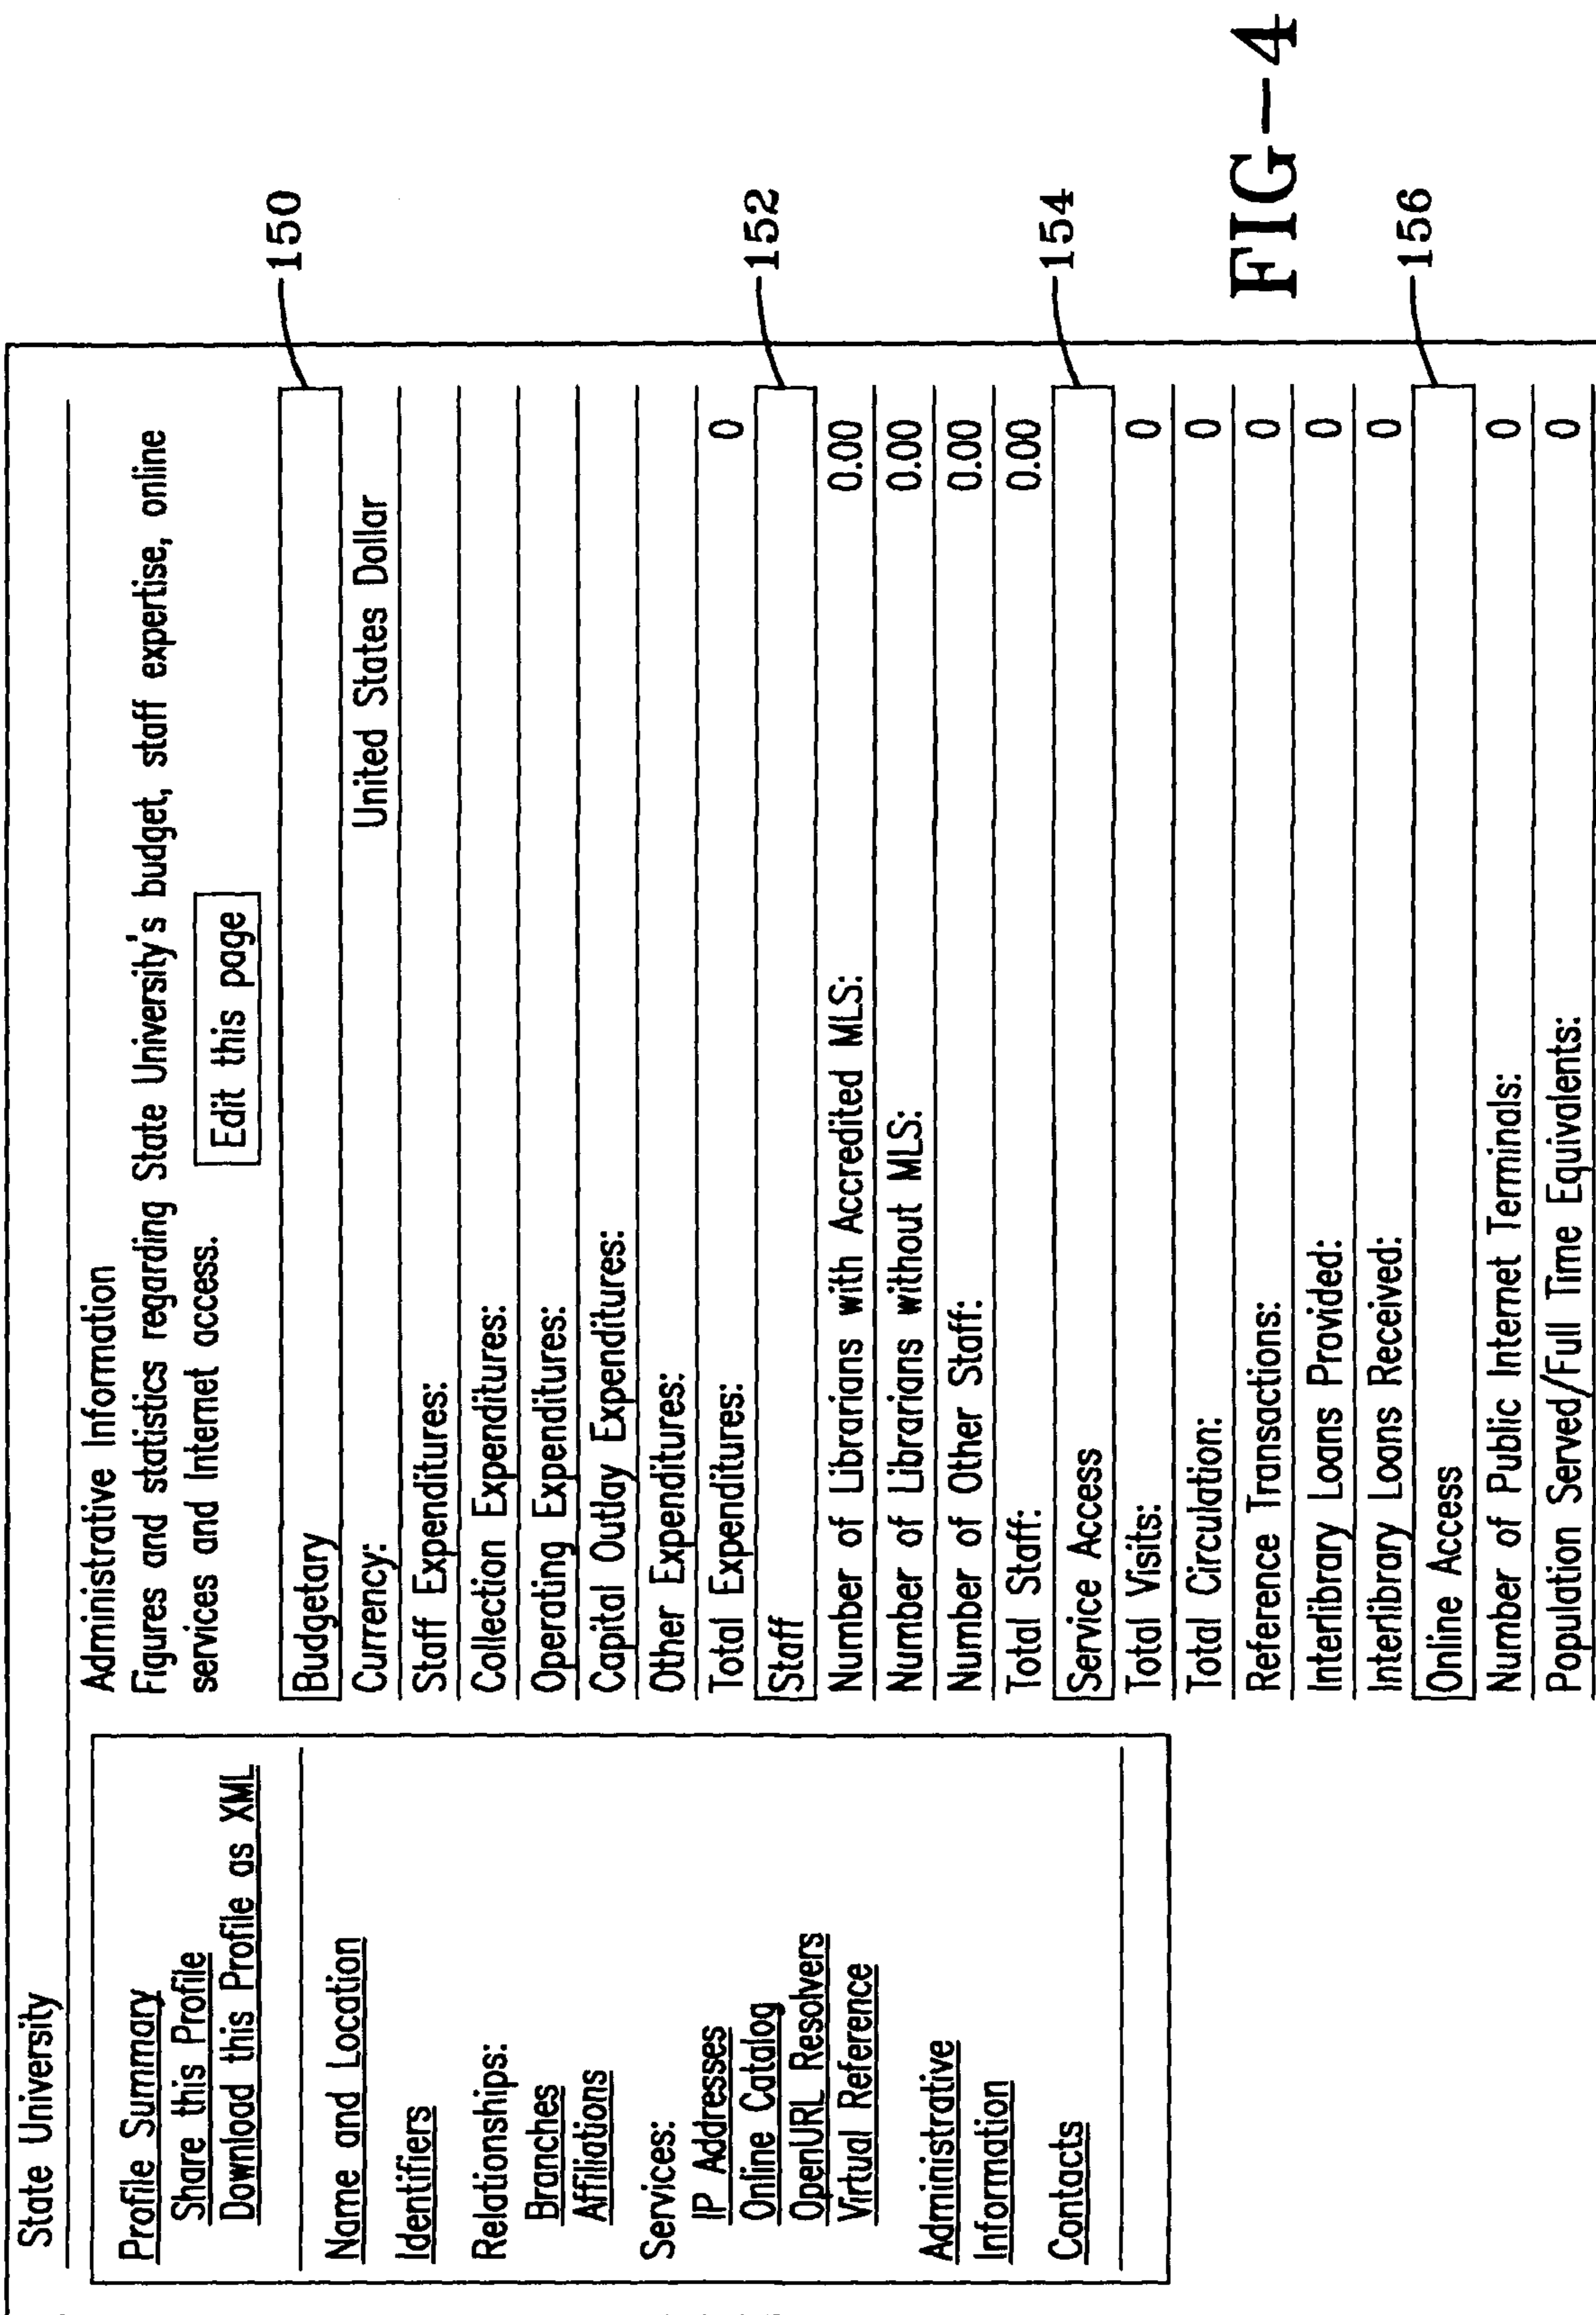 State University
Profile Summary
Share this Profile
Download this Profile as XML
Name and Location
Identifiers
Relationships:
Branches
Affiliations
Services:
IP Addresses
Online Catalog
OpenURL Resolvers
Virtual Reference
Administrative
Information
Contacts
Administrative Information
Figures and statistics regarding State University's budget, staff expertise, online
services and Internet access.
Edit this page
Budgetary 150
Currency: United States Dollar
Staff Expenditures:
Collection Expenditures:
Operating Expenditures:
Capital Outlay Expenditures:
Other Expenditures:
Total Expenditures: 0
Staff 152
Number of Librarians with Accredited MLS: 0.00
Number of Librarians without MLS: 0.00
Number of Other Staff: 0.00
Total Staff: 0.00
Service Access 154
Total Visits: 0
Total Circulation: 0
Reference Transactions: 0
Interlibrary Loans Provided: 0
Interlibrary Loans Received: 0
Online Access 156
Number of Public Internet Terminals: 0
Population Served/Full Time Equivalents: 0
FIG-4